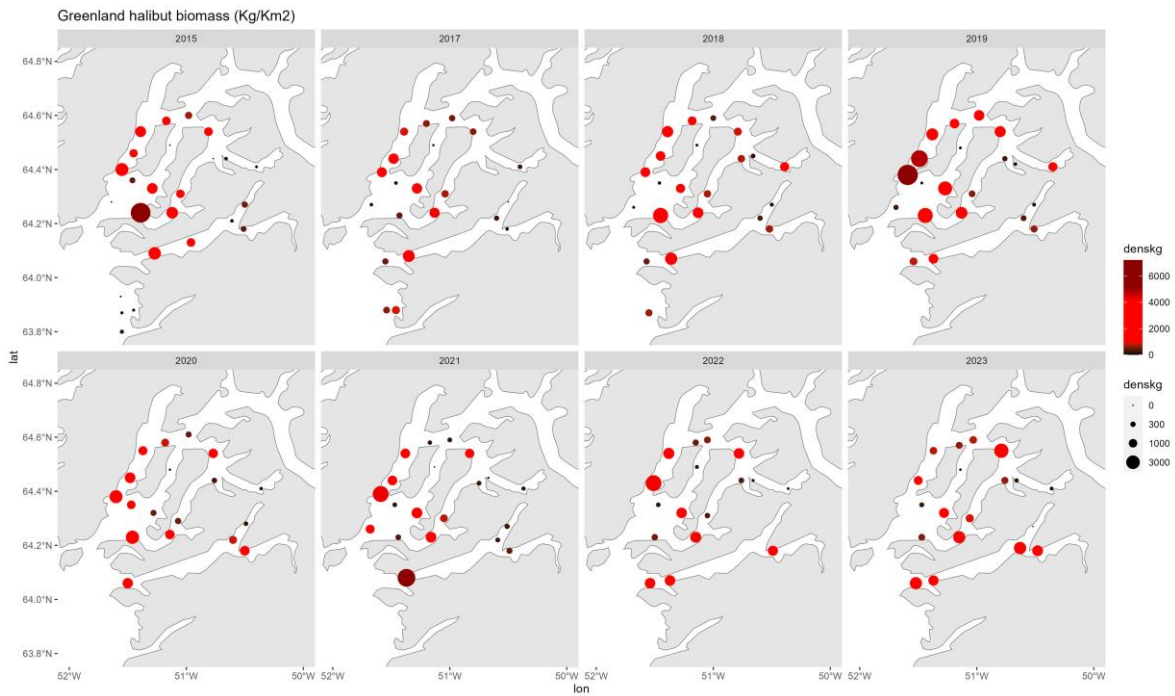 Greenland halibut biomass (Kg/Km2)
2015 2017 2018 2019
64.8°N
64.6°N
64.4°N
64.2°N
64.0°N
63.8°N
2020 2021 2022 2023
64.8°N
64.6°N
64.4°N
64.2°N
64.0°N
63.8°N
52°W 51°W 50°W 52°W 51°W 50°W 52°W 51°W 50°W 52°W 51°W 50°W
lat
lon
denskg
6000
4000
2000
0
denskg
0
300
1000
3000